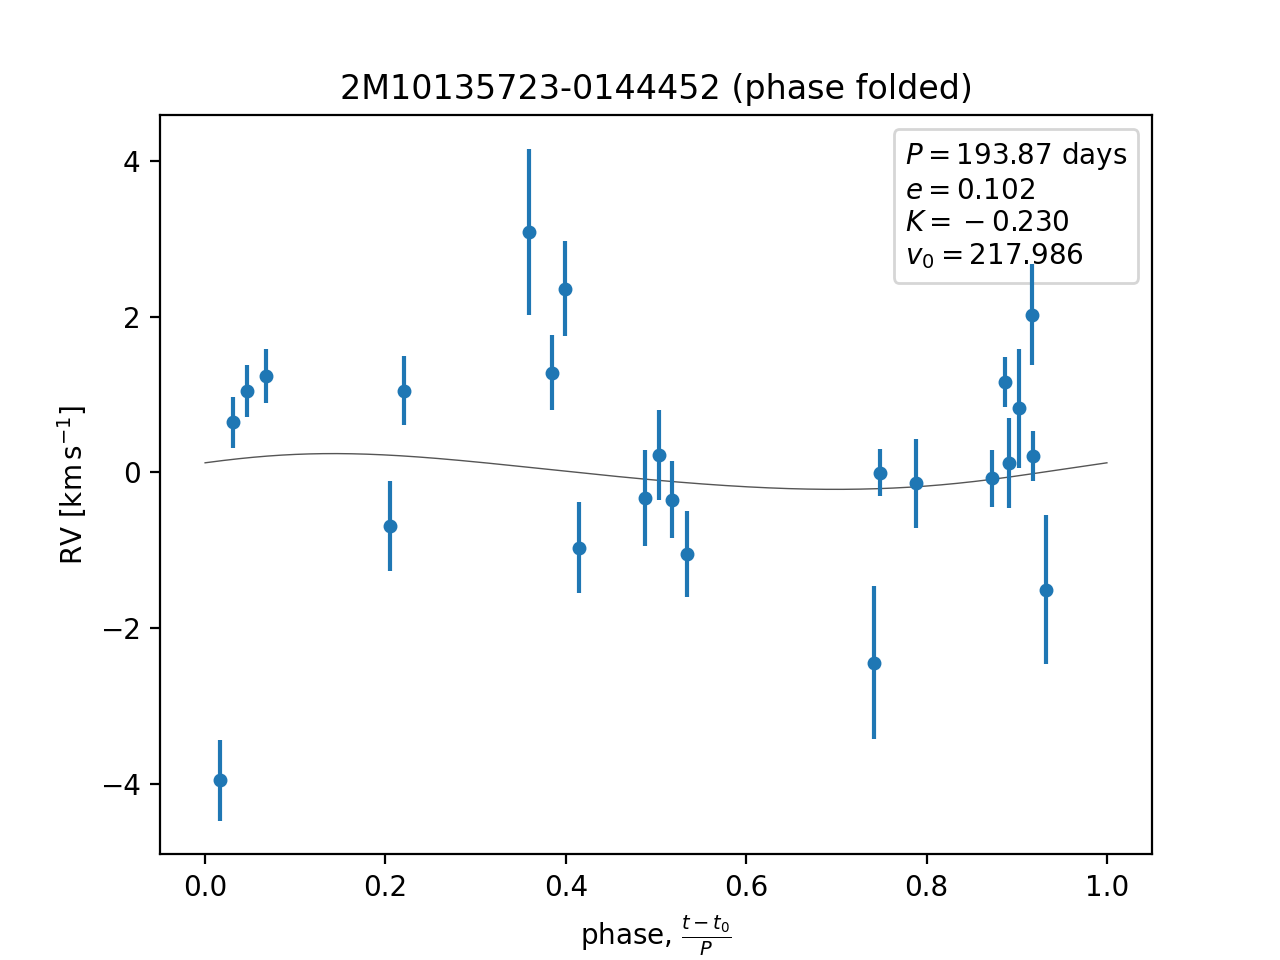 2M10135723-0144452 (phase folded)
P = 193.87 days
e = 0.102
K = −0.230
v₀ = 217.986
4
2
0
−2
−4
RV [km s⁻¹]
0.0 0.2 0.4 0.6 0.8 1.0
phase, (t − t₀)/P